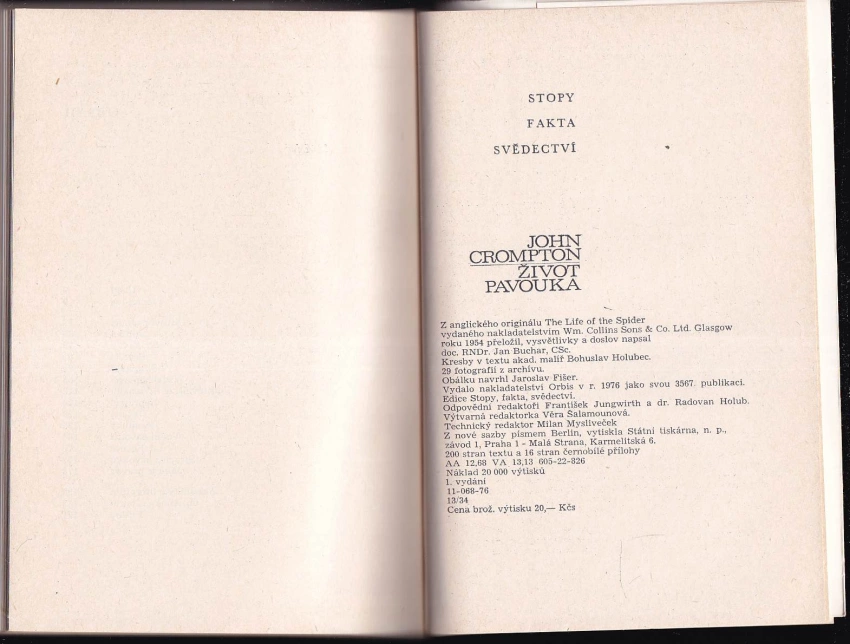 STOPY
FAKTA
SVĚDECTVÍ
JOHN
CROMPTON
ŽIVOT
PAVOUKA
Z anglického originálu The Life of the Spider
vydaného nakladatelstvím Wm. Collins Sons & Co. Ltd. Glasgow
roku 1954 přeložil, vysvětlivky a doslov napsal
doc. RNDr. Jan Buchar, CSc.
Kresby v textu akad. malíř Bohuslav Holubec.
29 fotografií z archívu.
Obálku navrhl Jaroslav Fišer.
Vydalo nakladatelství Orbis v r. 1976 jako svou 3567. publikaci.
Edice Stopy, fakta, svědectví.
Odpovědní redaktoři František Jungwirth a dr. Radovan Holub.
Výtvarná redaktorka Věra Šalamounová.
Technický redaktor Milan Mysliveček
Z nové sazby písmem Berlin, vytiskla Státní tiskárna, n. p.,
závod 1, Praha 1 - Malá Strana, Karmelitská 6.
200 stran textu a 16 stran černobílé přílohy
AA 12,68 VA 13,13 605-22-826
Náklad 20 000 výtisků
1. vydání
11-068-76
13/34
Cena brož. výtisku 20,— Kčs